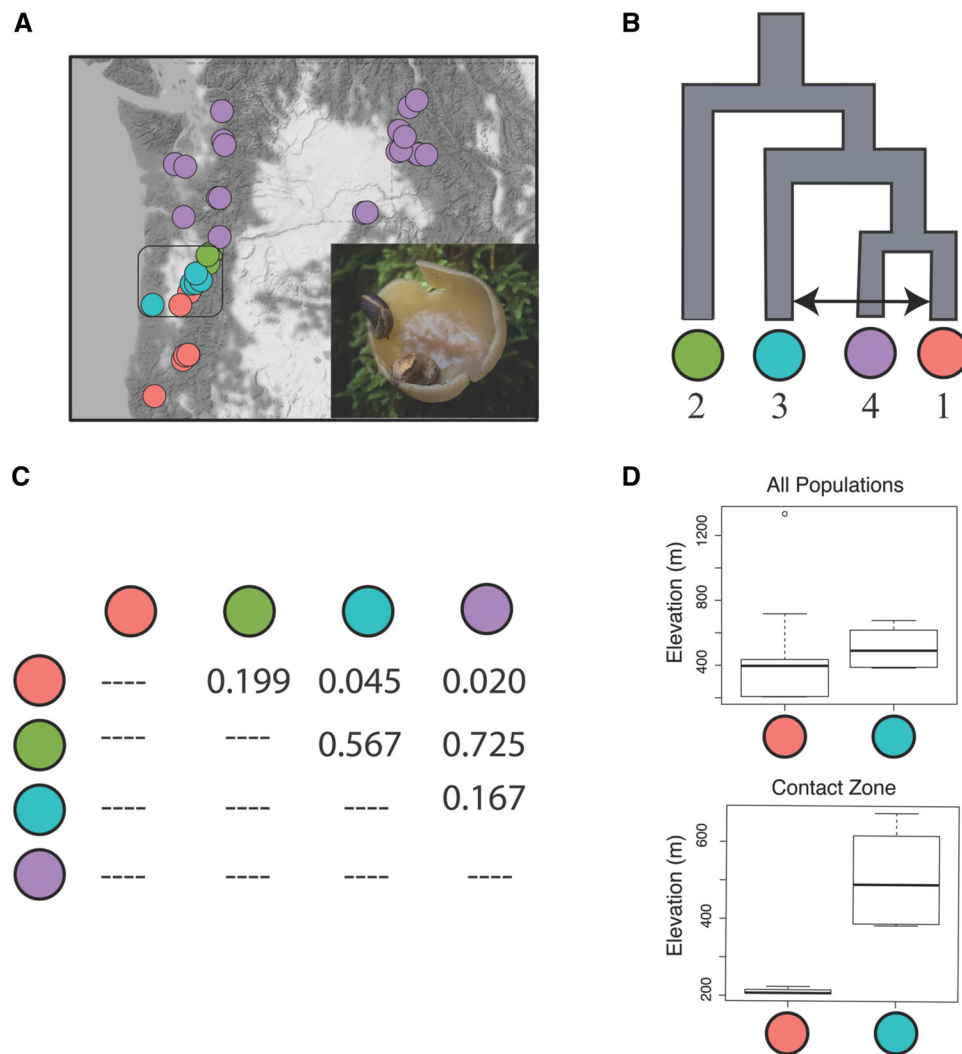 A
B
2 3 4 1
C
---- 0.199 0.045 0.020
---- ---- 0.567 0.725
---- ---- ---- 0.167
---- ---- ---- ----
D
All Populations
Elevation (m)
1200
800
400
Contact Zone
Elevation (m)
600
400
200